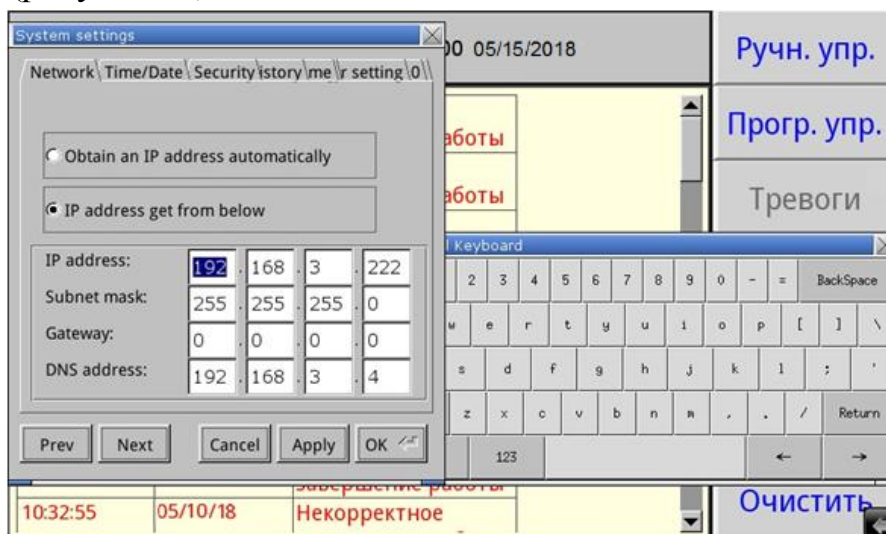 System settings
00 05/15/2018
Ручн. упр.
Network Time/Date Security istory me r setting 0
Прогр. упр.
аботы
Obtain an IP address automatically
аботы
Тревоги
IP address get from below
Keyboard
IP address: 192 . 168 . 3 . 222
2 3 4 5 6 7 8 9 0 - = BackSpace
Subnet mask: 255 . 255 . 255 . 0
w e r t y u i o p [ ] \
Gateway: 0 . 0 . 0 . 0
DNS address: 192 . 168 . 3 . 4
s d f g h j k l ; '
z x c v b n m , . / Return
Prev Next Cancel Apply OK
123 ← →
завершение работы
Очистить
10:32:55 05/10/18 Некорректное